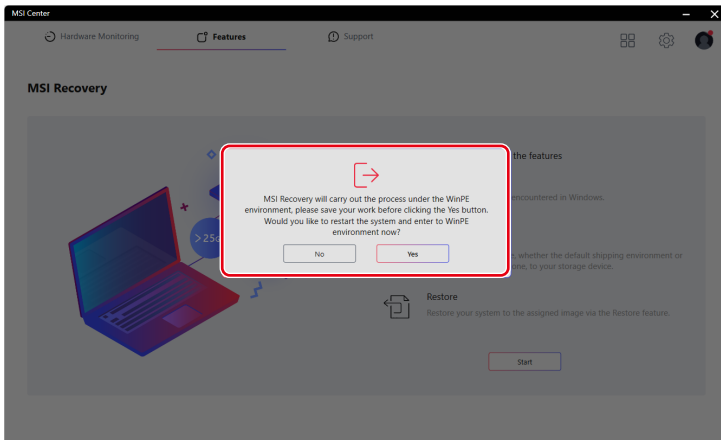 MSI Center
Hardware Monitoring
Features
Support
MSI Recovery
the features
encountered in Windows.
>25G
MSI Recovery will carry out the process under the WinPE
environment, please save your work before clicking the Yes button.
Would you like to restart the system and enter to WinPE
environment now?
No
Yes
, whether the default shipping environment or
one, to your storage device.
Restore
Restore your system to the assigned image via the Restore feature.
Start